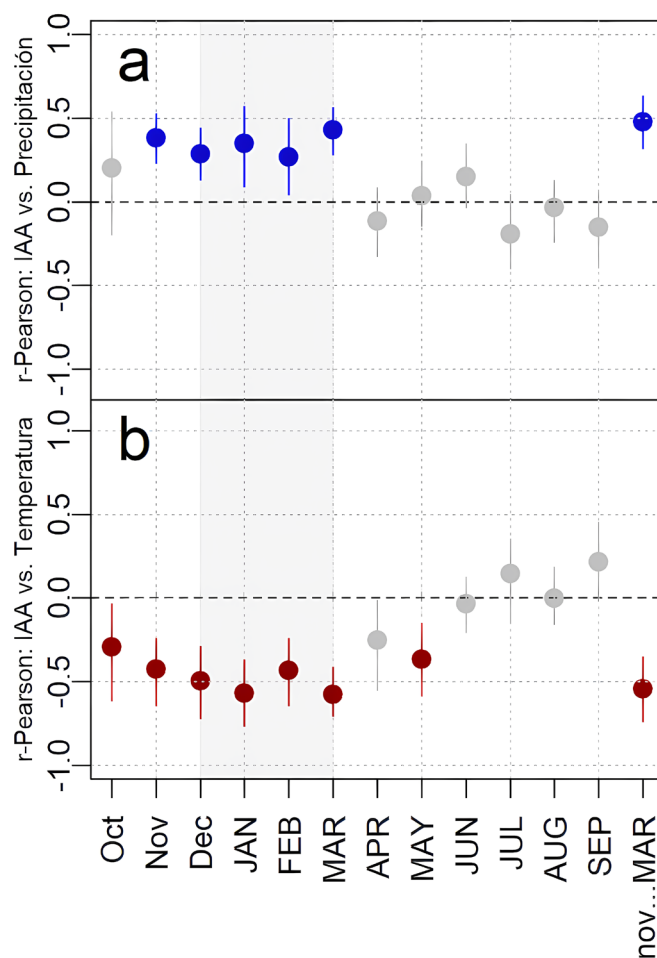 a
r-Pearson: IAA vs. Precipitación
1.0
0.5
0.0
-0.5
-1.0
b
r-Pearson: IAA vs. Temperatura
1.0
0.5
0.0
-0.5
-1.0
Oct
Nov
Dec
JAN
FEB
MAR
APR
MAY
JUN
JUL
AUG
SEP
nov...MAR